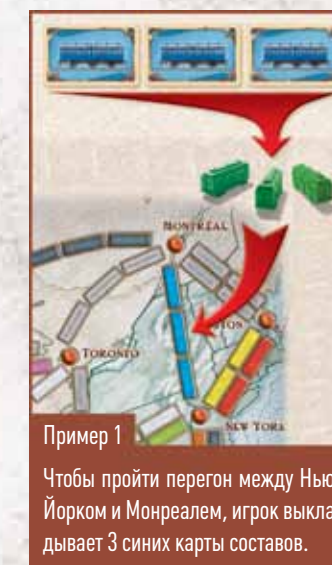 MONTREAL
TORONTO
TON
NEW YORK
Пример 1
Чтобы пройти перегон между Нью
Йорком и Монреалем, игрок выкла
дывает 3 синих карты составов.